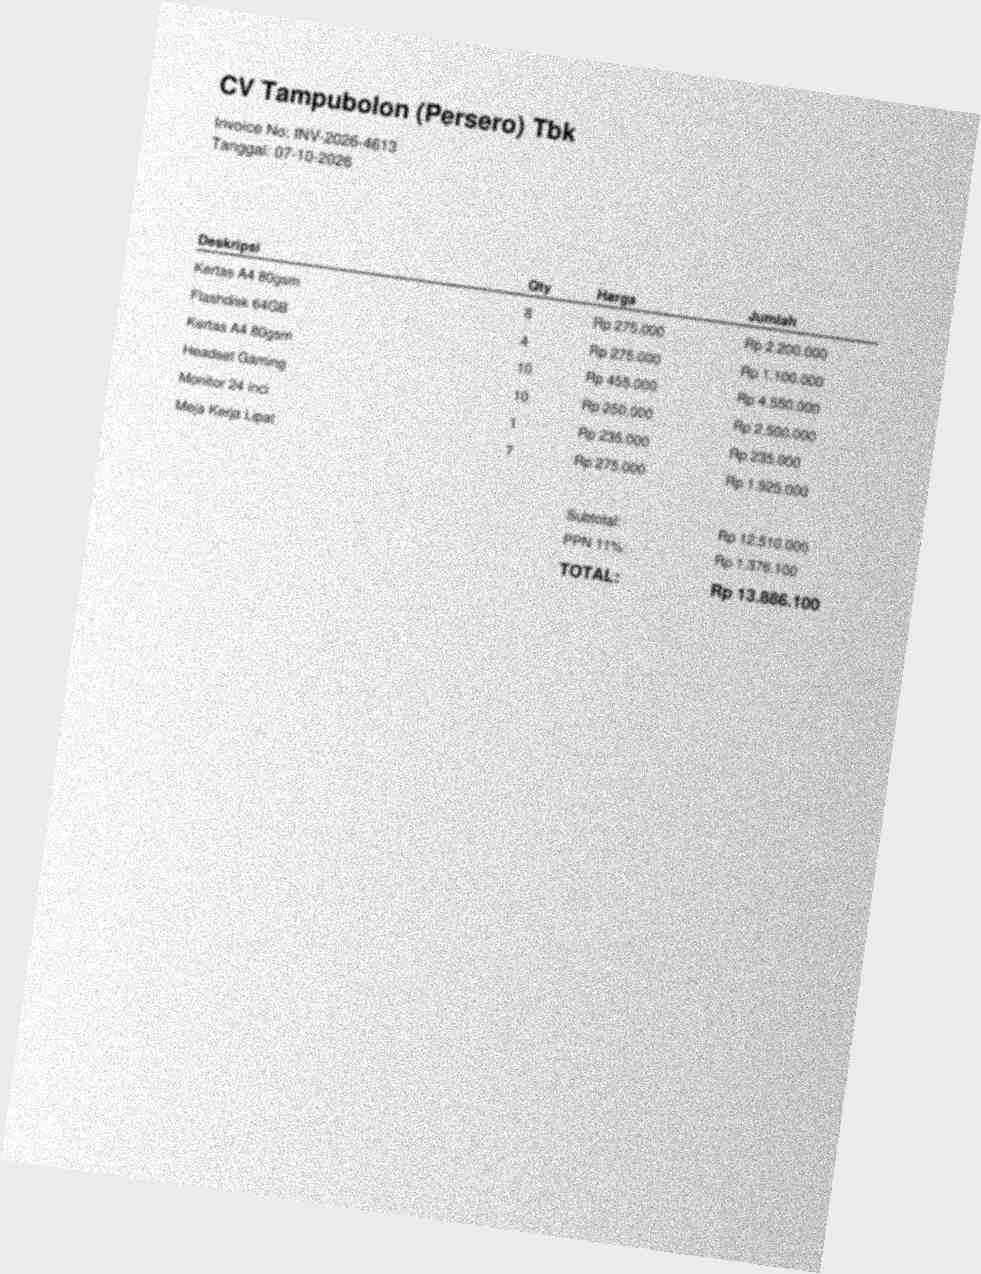 CV Tampubolon (Persero) Tbk
Invoice No: INV-2026-4613
Tanggal: 07-10-2026
Deskripsi Qty Harga Jumlah
Kertas A4 80gsm 8 Rp 275.000 Rp 2.200.000
Flashdisk 64GB 4 Rp 275.000 Rp 1.100.000
Kertas A4 80gsm 10 Rp 455.000 Rp 4.550.000
Headset Gaming 10 Rp 250.000 Rp 2.500.000
Monitor 24 inci 1 Rp 235.000 Rp 235.000
Meja Kerja Lipat 7 Rp 275.000 Rp 1.925.000
Subtotal: Rp 12.510.000
PPN 11% Rp 1.376.100
TOTAL: Rp 13.886.100